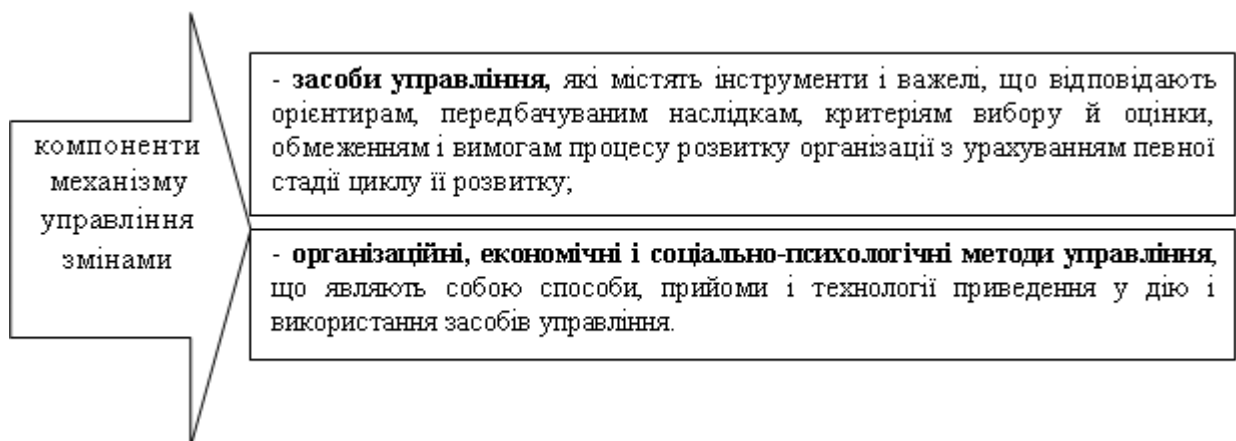 компоненти
механізму
управління
змінами
- засоби управління, які містять інструменти і важелі, що відповідають
орієнтирам, передбачуваним наслідкам, критеріям вибору й оцінки,
обмеженням і вимогам процесу розвитку організації з урахуванням певної
стадії циклу її розвитку;
- організаційні, економічні і соціально-психологічні методи управління,
що являють собою способи, прийоми і технології приведення у дію і
використання засобів управління.